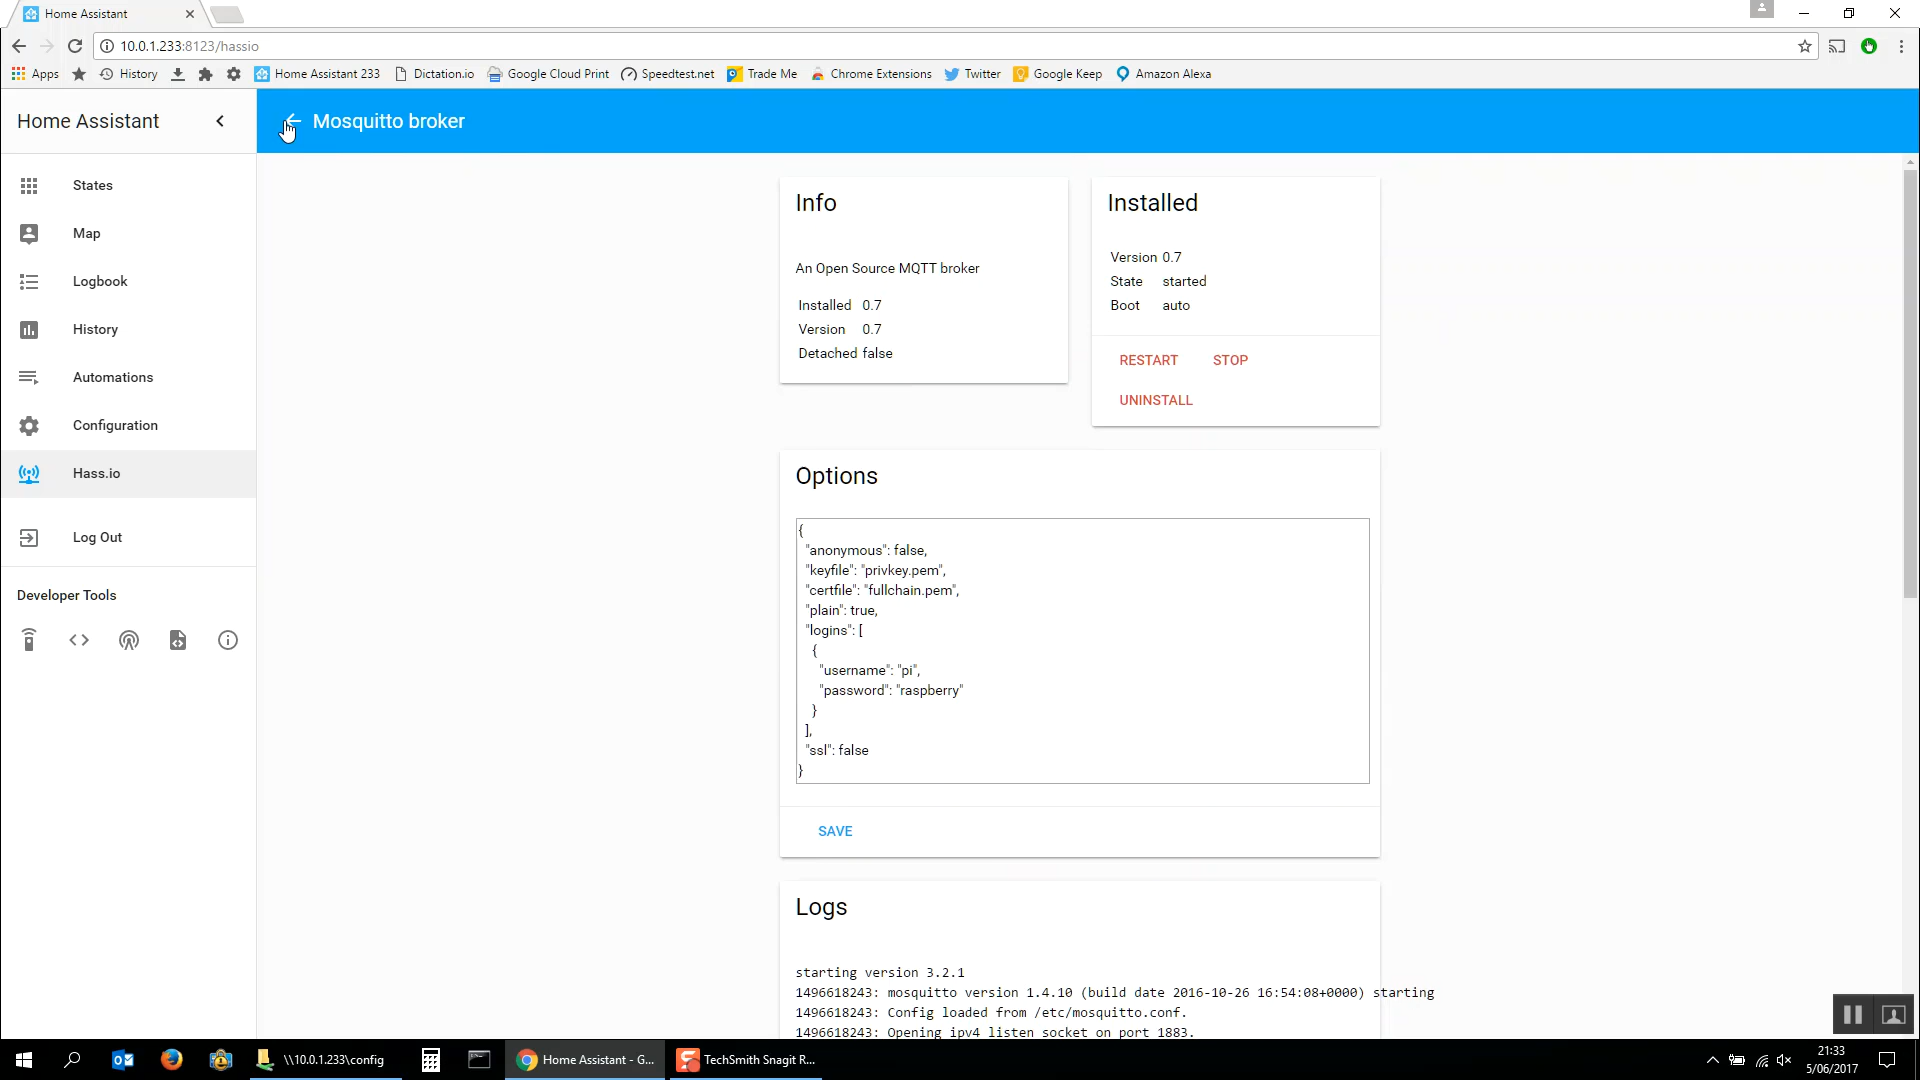 Home Assistant
10.0.1.233:8123/hassio
Apps
History
Home Assistant 233
Dictation.io
Google Cloud Print
Speedtest.net
Trade Me
Chrome Extensions
Twitter
Google Keep
Amazon Alexa
Home Assistant
Mosquitto broker
States
Map
Logbook
History
Automations
Configuration
Hass.io
Log Out
Developer Tools
Info
An Open Source MQTT broker
Installed 0.7
Version 0.7
Detached false
Installed
Version 0.7
State started
Boot auto
RESTART STOP
UNINSTALL
Options
{
"anonymous": false,
"keyfile": "privkey.pem",
"certfile": "fullchain.pem",
"plain": true,
"logins": [
{
"username": "pi",
"password": "raspberry"
}
],
"ssl": false
}
SAVE
Logs
starting version 3.2.1
1496618243: mosquitto version 1.4.10 (build date 2016-10-26 16:54:08+0000) starting
1496618243: Config loaded from /etc/mosquitto.conf.
1496618243: Opening ipv4 listen socket on port 1883.
\\10.0.1.233\config
Home Assistant - G...
TechSmith Snagit R...
21:33
5/06/2017